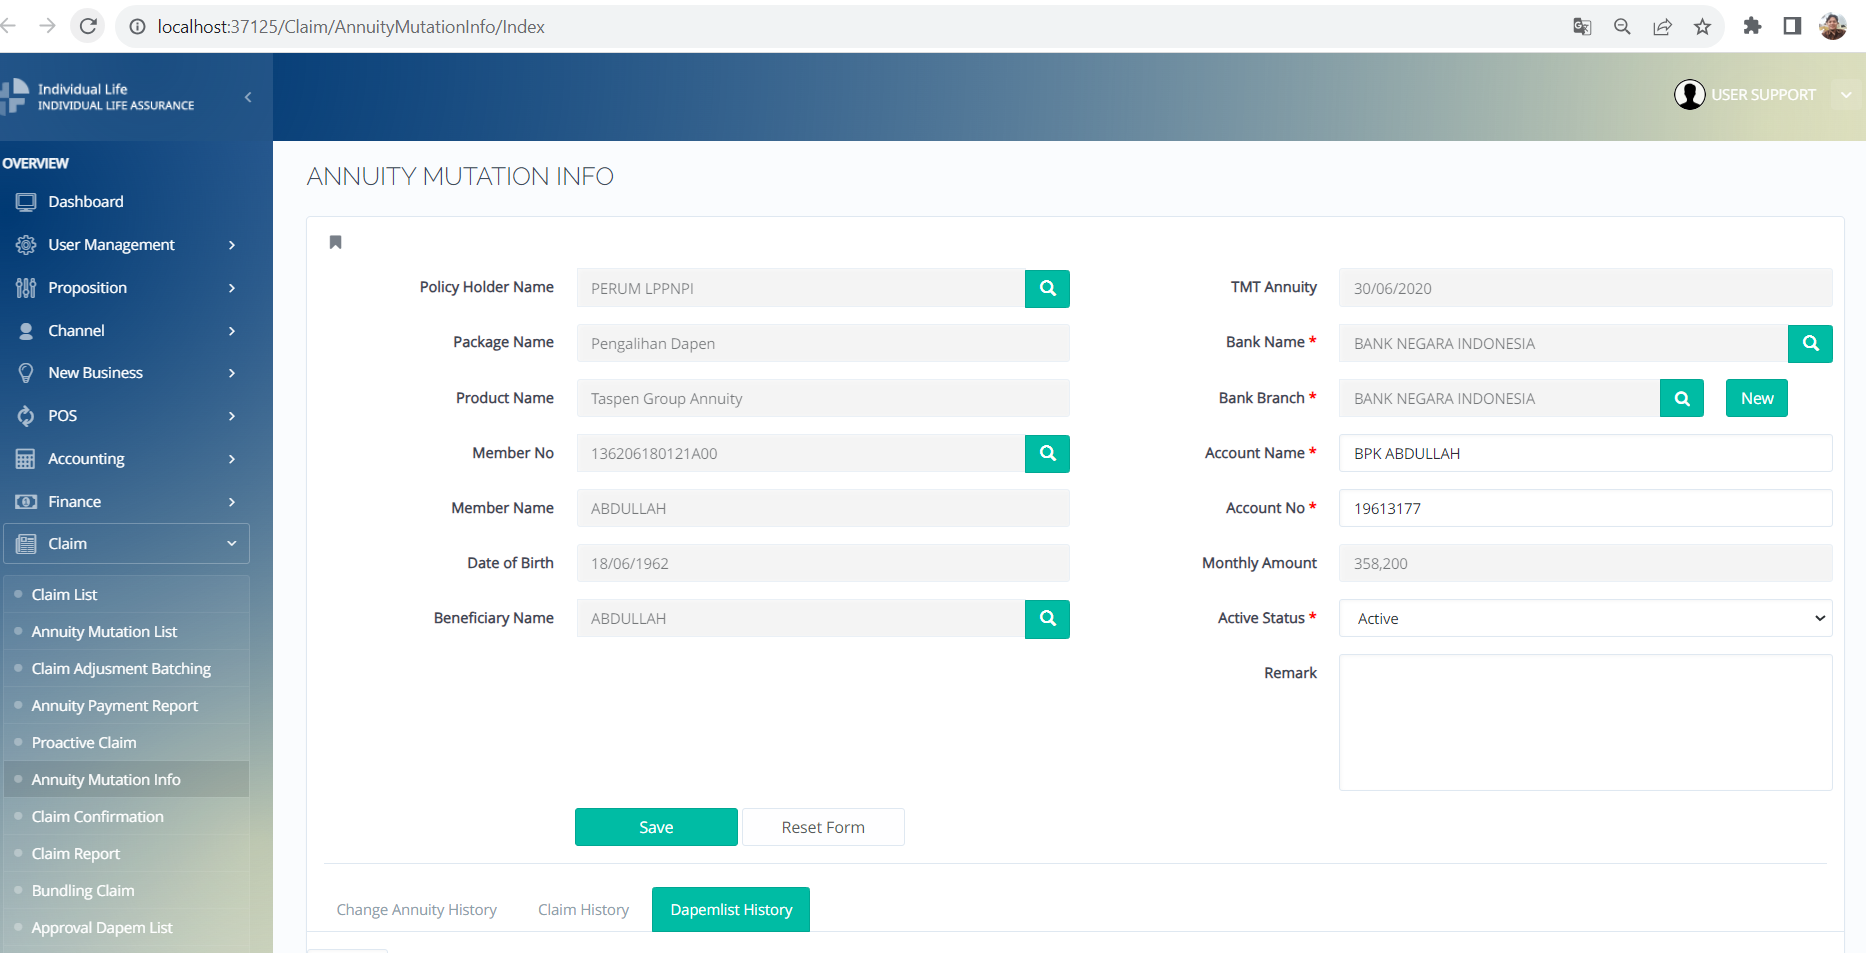 localhost:37125/Claim/AnnuityMutationInfo/Index
Individual Life
INDIVIDUAL LIFE ASSURANCE
USER SUPPORT
OVERVIEW
Dashboard
User Management
Proposition
Channel
New Business
POS
Accounting
Finance
Claim
Claim List
Annuity Mutation List
Claim Adjusment Batching
Annuity Payment Report
Proactive Claim
Annuity Mutation Info
Claim Confirmation
Claim Report
Bundling Claim
Approval Dapem List
ANNUITY MUTATION INFO
Policy Holder Name PERUM LPPNPI
Package Name Pengalihan Dapen
Product Name Taspen Group Annuity
Member No 136206180121A00
Member Name ABDULLAH
Date of Birth 18/06/1962
Beneficiary Name ABDULLAH
TMT Annuity 30/06/2020
Bank Name * BANK NEGARA INDONESIA
Bank Branch * BANK NEGARA INDONESIA New
Account Name * BPK ABDULLAH
Account No * 19613177
Monthly Amount 358,200
Active Status * Active
Remark
Save Reset Form
Change Annuity History Claim History Dapemlist History